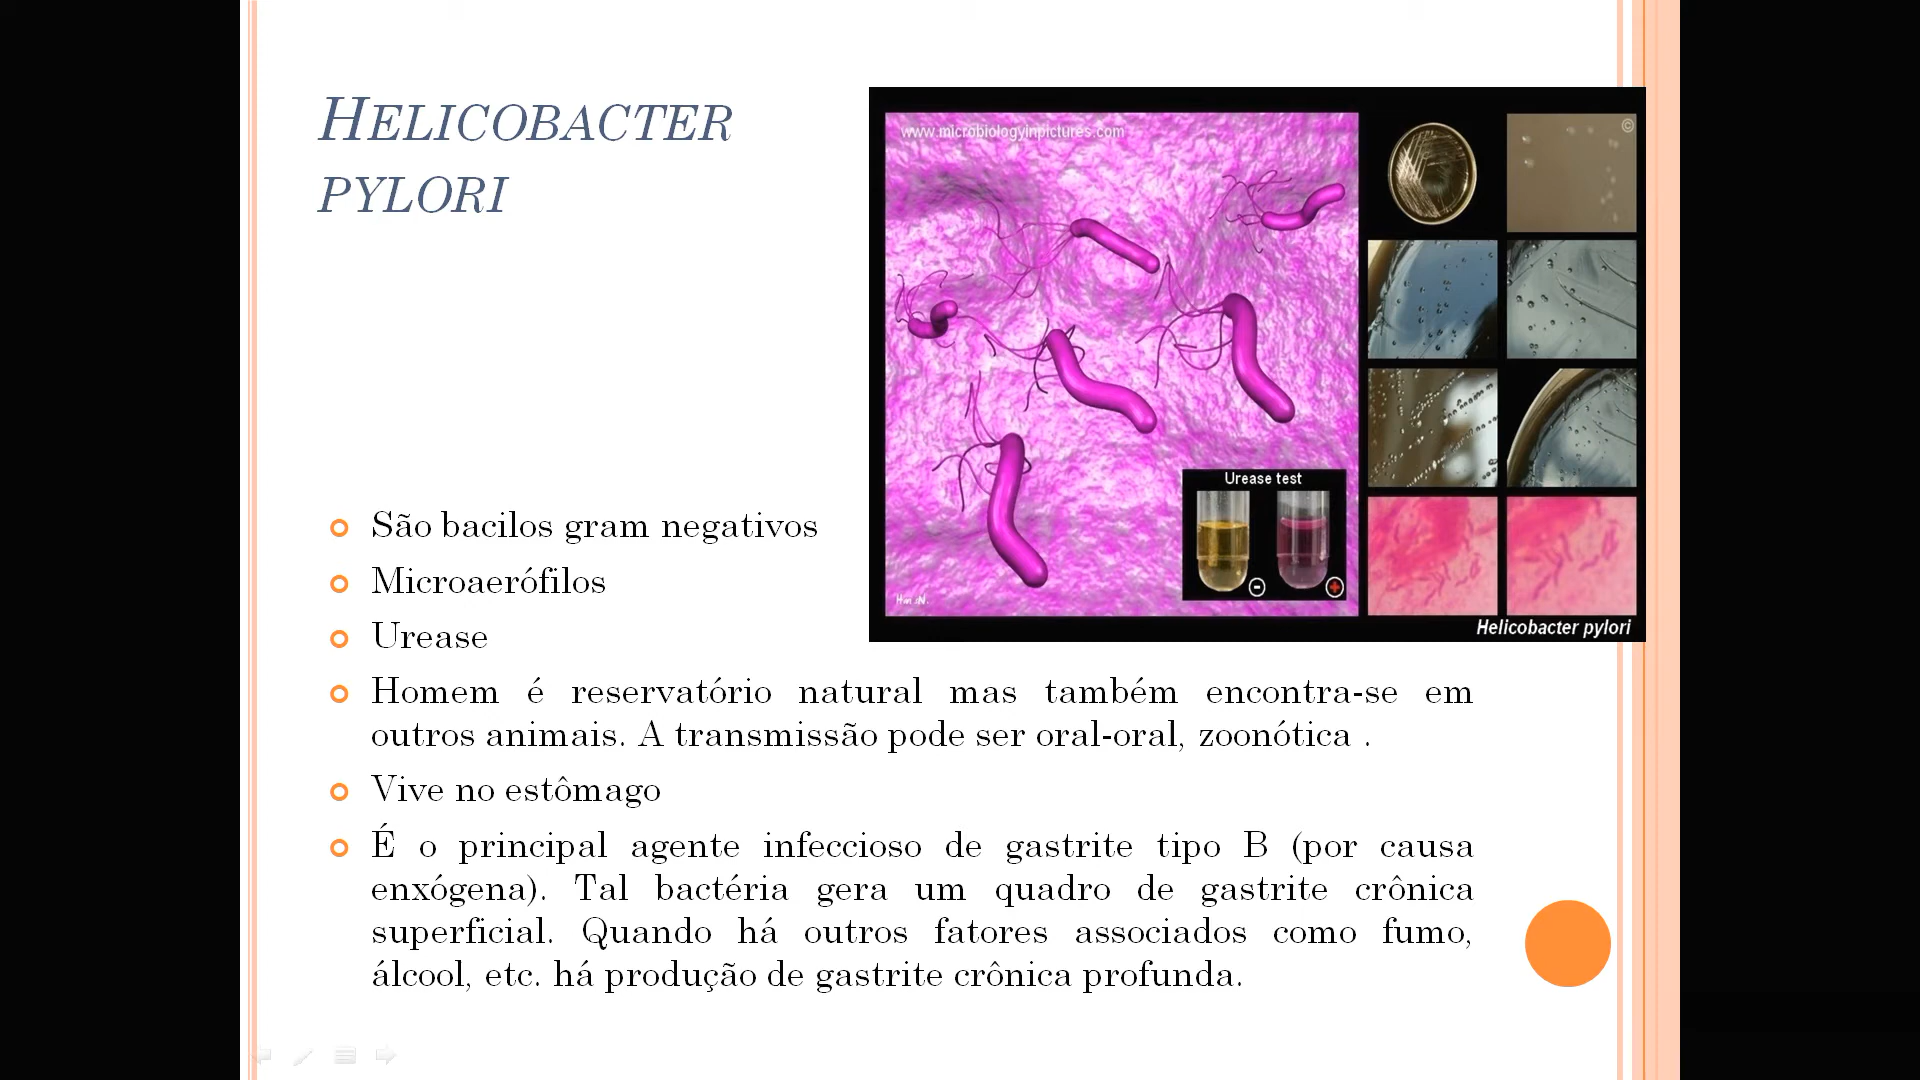 HELICOBACTER
PYLORI
www.microbiologyinpictures.com
©
Urease test
Helicobacter pylori
São bacilos gram negativos
Microaerófilos
Urease
Homem é reservatório natural mas também encontra-se em
outros animais. A transmissão pode ser oral-oral, zoonótica .
Vive no estômago
É o principal agente infeccioso de gastrite tipo B (por causa
enxógena). Tal bactéria gera um quadro de gastrite crônica
superficial. Quando há outros fatores associados como fumo,
álcool, etc. há produção de gastrite crônica profunda.